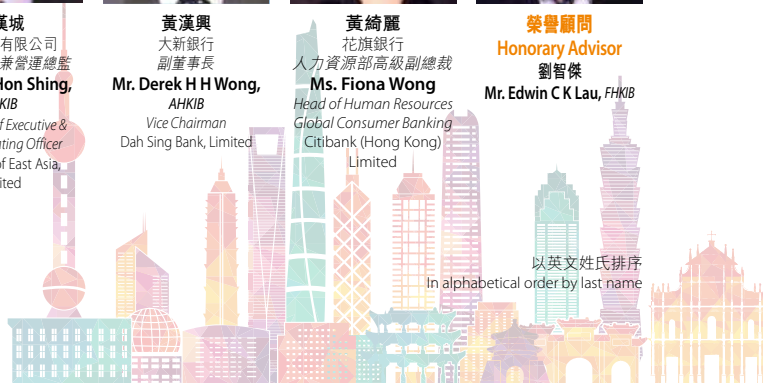 漢城
有限公司
兼營運總監
Hon Shing,
KIB
f Executive &
ating Officer
of East Asia,
ited
黃漢興
大新銀行
副董事長
Mr. Derek H H Wong,
AHKIB
Vice Chairman
Dah Sing Bank, Limited
黃綺麗
花旗銀行
人力資源部高級副總裁
Ms. Fiona Wong
Head of Human Resources
Global Consumer Banking
Citibank (Hong Kong)
Limited
榮譽顧問
Honorary Advisor
劉智傑
Mr. Edwin C K Lau, FHKIB
以英文姓氏排序
In alphabetical order by last name